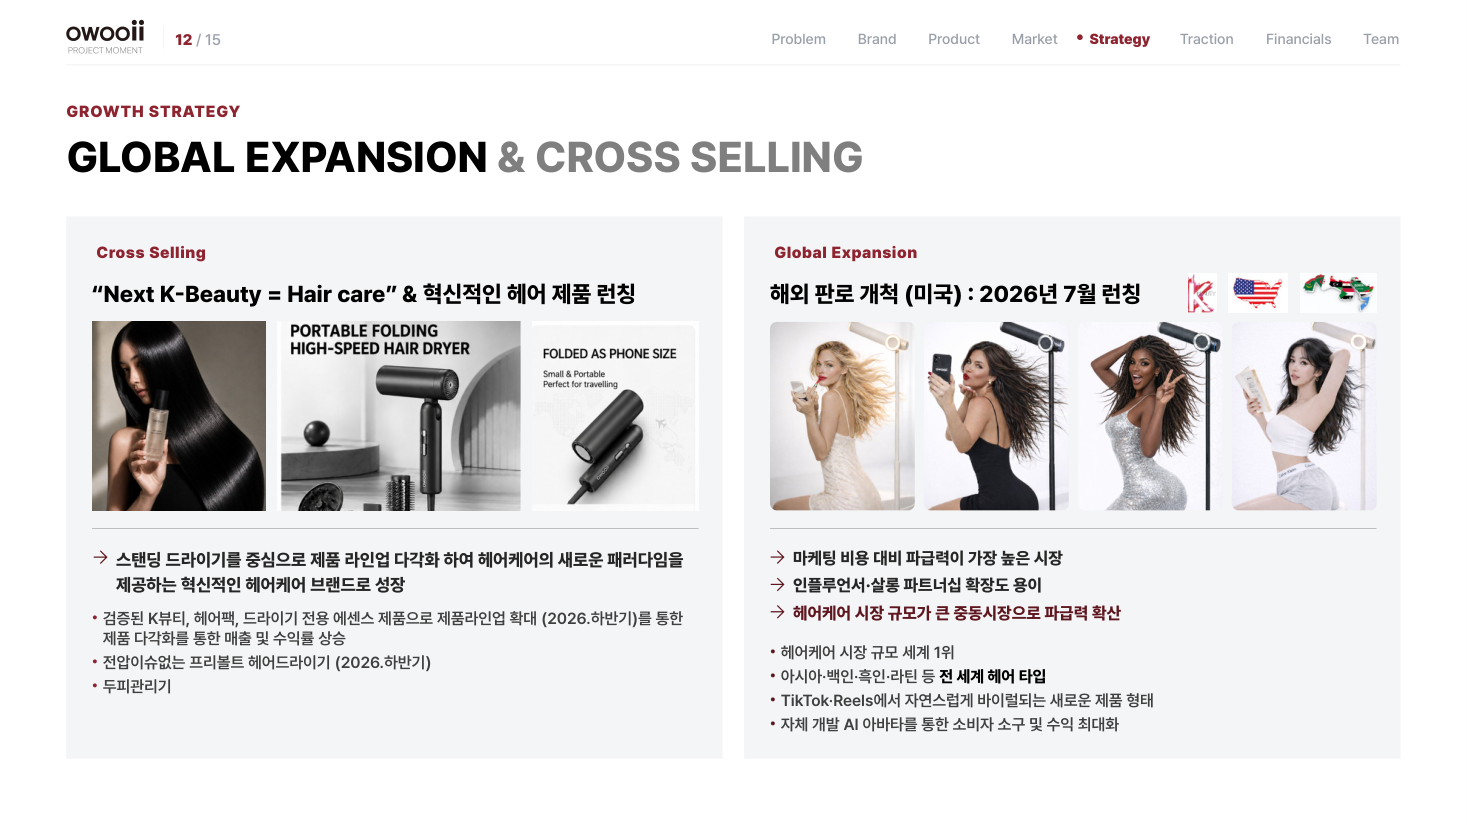 owooii
PROJECT MOMENT
12 / 15
Problem Brand Product Market • Strategy Traction Financials Team
GROWTH STRATEGY
GLOBAL EXPANSION & CROSS SELLING
Cross Selling
“Next K-Beauty = Hair care” & 혁신적인 헤어 제품 런칭
PORTABLE FOLDING
HIGH-SPEED HAIR DRYER
FOLDED AS PHONE SIZE
Small & Portable
Perfect for travelling
owooii
→ 스탠딩 드라이기를 중심으로 제품 라인업 다각화 하여 헤어케어의 새로운 패러다임을
제공하는 혁신적인 헤어케어 브랜드로 성장
• 검증된 K뷰티, 헤어팩, 드라이기 전용 에센스 제품으로 제품라인업 확대 (2026.하반기)를 통한
제품 다각화를 통한 매출 및 수익률 상승
• 전압이슈없는 프리볼트 헤어드라이기 (2026.하반기)
• 두피관리기
Global Expansion
해외 판로 개척 (미국) : 2026년 7월 런칭
K
→ 마케팅 비용 대비 파급력이 가장 높은 시장
→ 인플루언서·살롱 파트너십 확장도 용이
→ 헤어케어 시장 규모가 큰 중동시장으로 파급력 확산
• 헤어케어 시장 규모 세계 1위
• 아시아·백인·흑인·라틴 등 전 세계 헤어 타입
• TikTok·Reels에서 자연스럽게 바이럴되는 새로운 제품 형태
• 자체 개발 AI 아바타를 통한 소비자 소구 및 수익 최대화